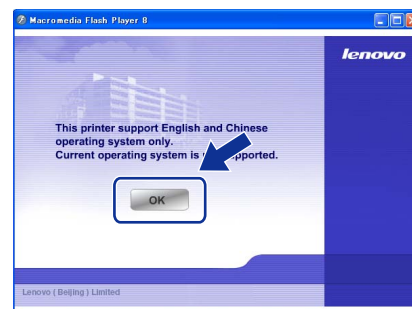 Macromedia Flash Player 8
lenovo
This printer support English and Chinese
operating system only.
Current operating system is
OK
Lenovo ( Beijing ) Limited